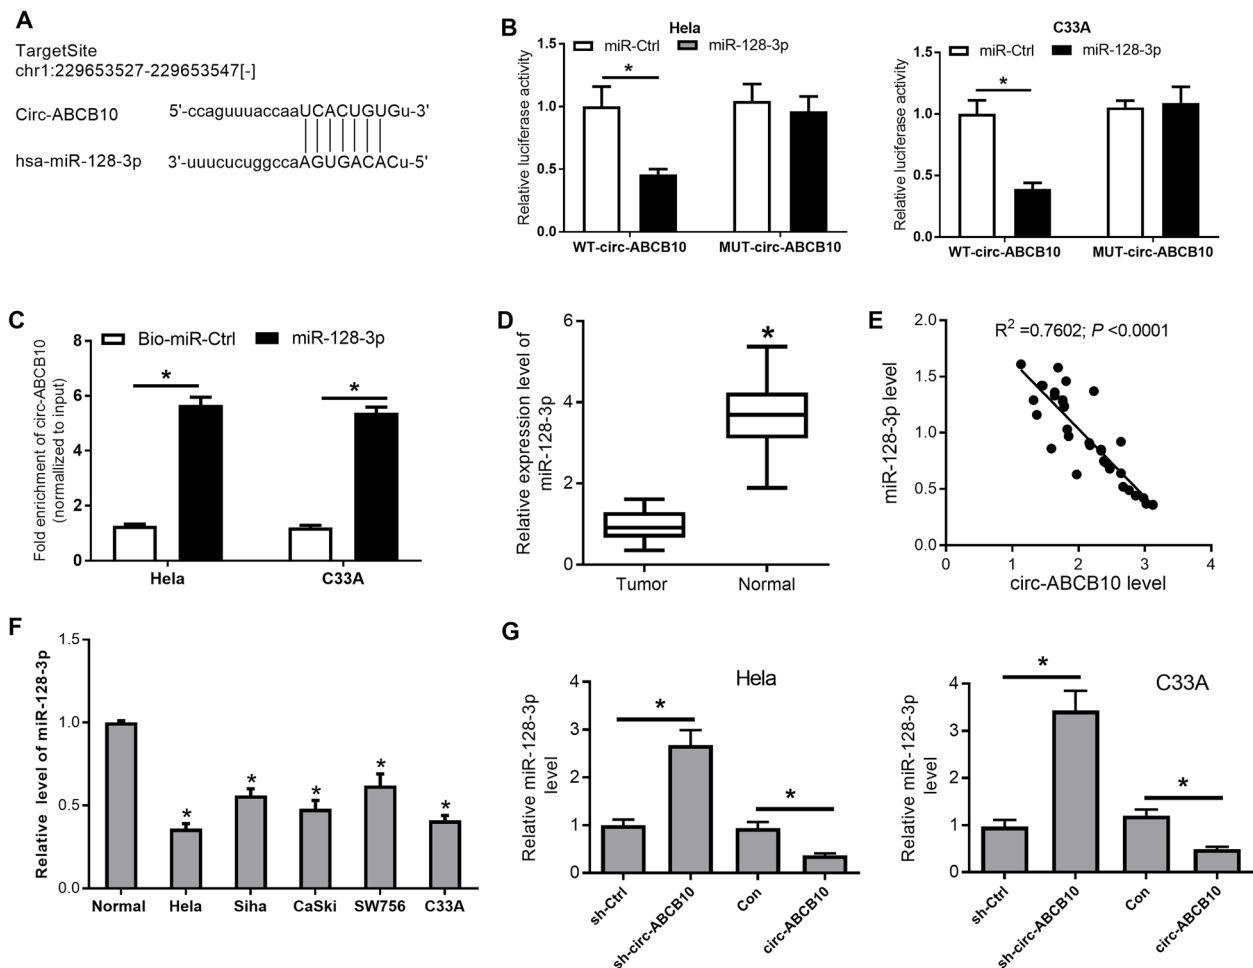 A
TargetSite
chr1:229653527-229653547[-]
Circ-ABCB10 5'-ccaguuuaccaaUCACUGUGu-3'
hsa-miR-128-3p 3'-uuucucuggccaAGUGACACu-5'
B
Hela
miR-Ctrl miR-128-3p
Relative luciferase activity
1.5
1.0
0.5
0.0
*
WT-circ-ABCB10 MUT-circ-ABCB10
C33A
miR-Ctrl miR-128-3p
Relative luciferase activity
1.5
1.0
0.5
0.0
*
WT-circ-ABCB10 MUT-circ-ABCB10
C
Bio-miR-Ctrl miR-128-3p
Fold enrichment of circ-ABCB10
(normallized to input)
8
6
4
2
0
* *
Hela C33A
D
Relative expression level of
miR-128-3p
6
4
2
0
*
Tumor Normal
E
R2 =0.7602; P <0.0001
miR-128-3p level
2.0
1.5
1.0
0.5
0.0
0 1 2 3 4
circ-ABCB10 level
F
Relative level of miR-128-3p
1.5
1.0
0.5
0.0
* * * * *
Normal Hela Siha CaSki SW756 C33A
G
Hela
Relative miR-128-3p
level
4
3
2
1
0
* *
sh-Ctrl sh-circ-ABCB10 Con circ-ABCB10
C33A
Relative miR-128-3p
level
4
3
2
1
0
* *
sh-Ctrl sh-circ-ABCB10 Con circ-ABCB10